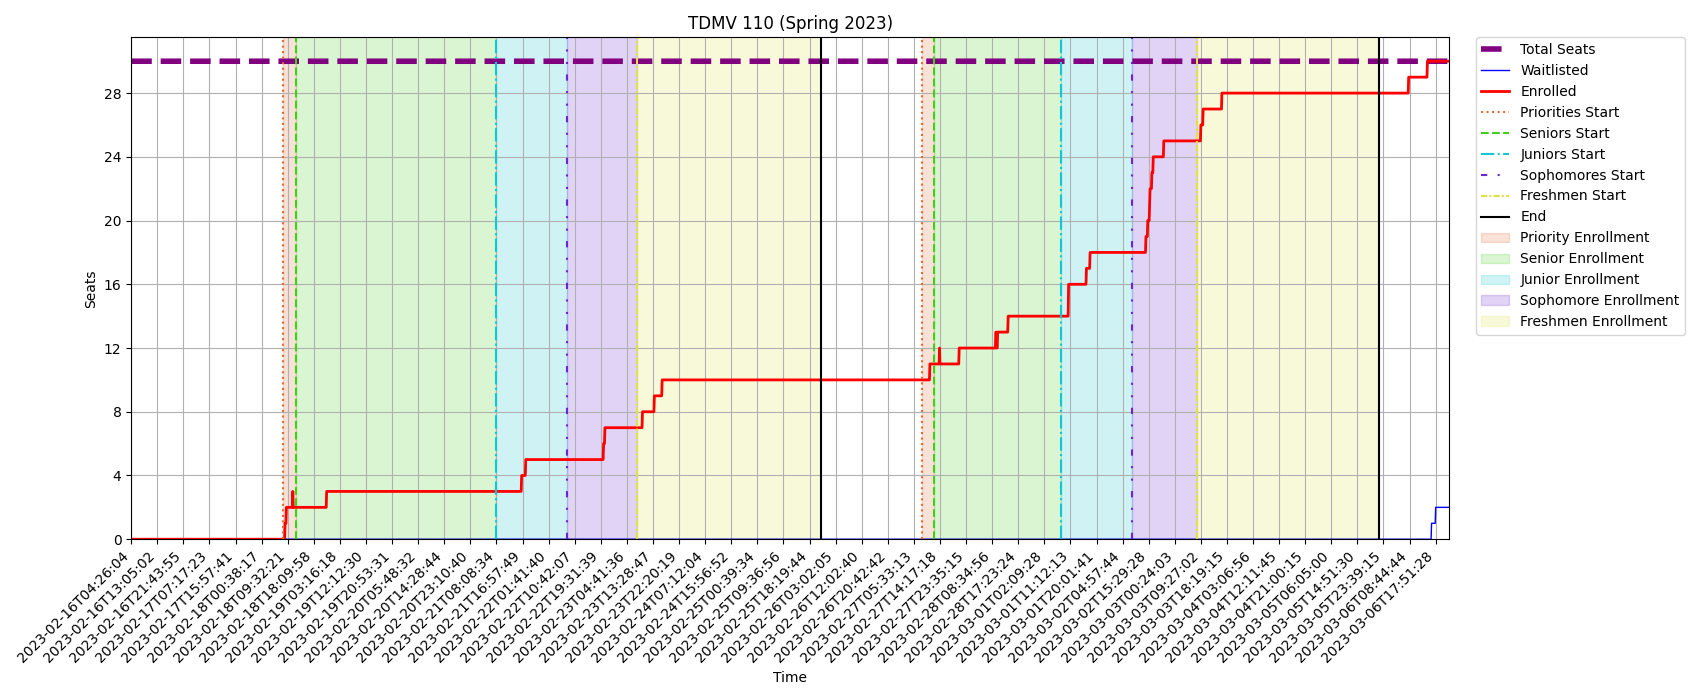 TDMV 110 (Spring 2023)
Seats
28
24
20
16
12
8
4
0
2023-02-16T04:26:04
2023-02-16T13:05:02
2023-02-16T21:43:55
2023-02-17T07:17:23
2023-02-17T15:57:41
2023-02-18T00:38:17
2023-02-18T09:32:21
2023-02-18T18:09:58
2023-02-19T03:16:18
2023-02-19T12:12:30
2023-02-19T20:53:31
2023-02-20T05:48:32
2023-02-20T14:28:44
2023-02-20T23:10:40
2023-02-21T08:08:34
2023-02-21T16:57:49
2023-02-22T01:41:40
2023-02-22T10:42:07
2023-02-22T19:31:39
2023-02-23T04:41:36
2023-02-23T13:28:47
2023-02-23T22:20:19
2023-02-24T07:12:04
2023-02-24T15:56:52
2023-02-25T00:39:34
2023-02-25T09:36:56
2023-02-25T18:19:44
2023-02-26T03:02:05
2023-02-26T12:02:40
2023-02-26T20:42:42
2023-02-27T05:33:13
2023-02-27T14:17:18
2023-02-27T23:35:15
2023-02-28T08:34:56
2023-02-28T17:23:24
2023-03-01T02:09:28
2023-03-01T11:12:13
2023-03-01T20:01:41
2023-03-02T04:57:44
2023-03-02T15:29:28
2023-03-03T00:24:03
2023-03-03T09:27:02
2023-03-03T18:19:15
2023-03-04T03:06:56
2023-03-04T12:11:45
2023-03-04T21:00:15
2023-03-05T06:05:00
2023-03-05T14:51:30
2023-03-05T23:39:15
2023-03-06T08:44:44
2023-03-06T17:51:28
Time
Total Seats
Waitlisted
Enrolled
Priorities Start
Seniors Start
Juniors Start
Sophomores Start
Freshmen Start
End
Priority Enrollment
Senior Enrollment
Junior Enrollment
Sophomore Enrollment
Freshmen Enrollment